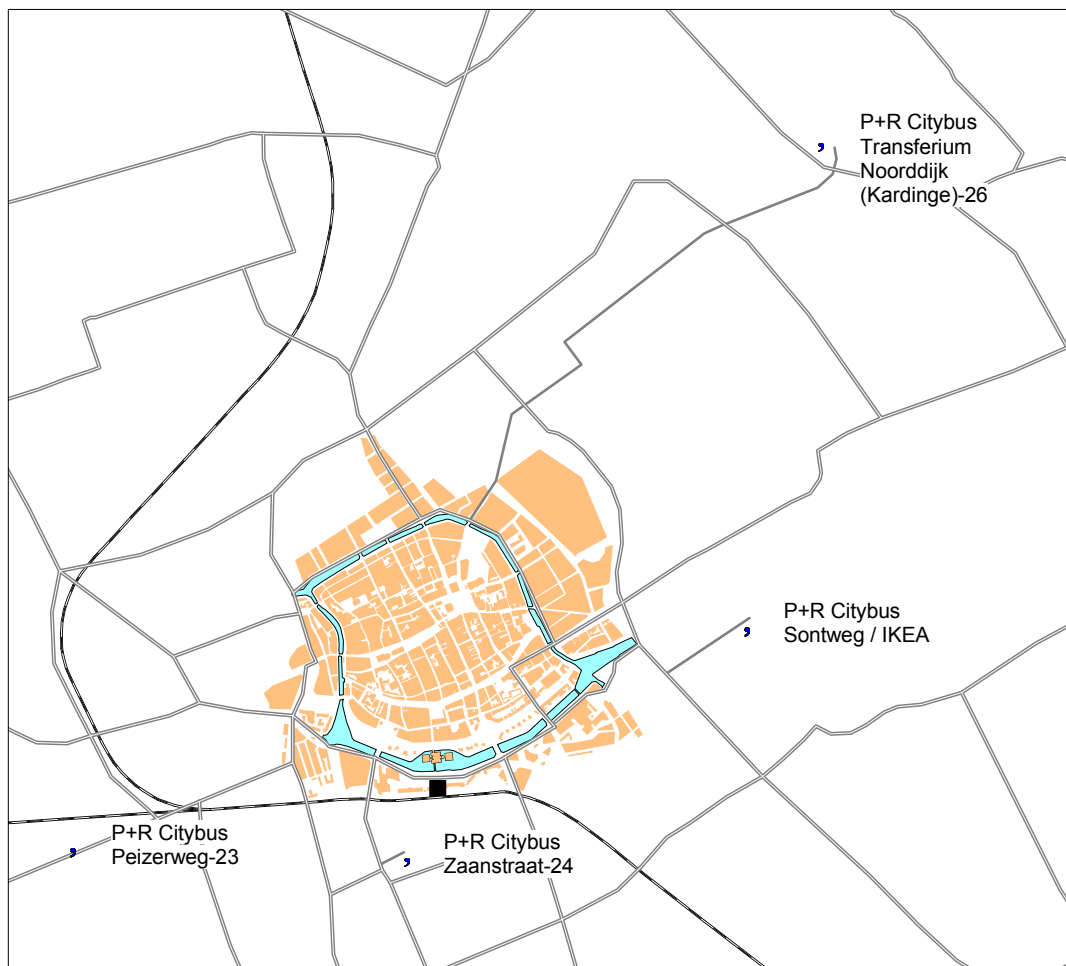 P+R Citybus
Transferium
Noorddijk
(Kardinge)-26
P+R Citybus
Sontweg / IKEA
P+R Citybus
Peizerweg-23
P+R Citybus
Zaanstraat-24